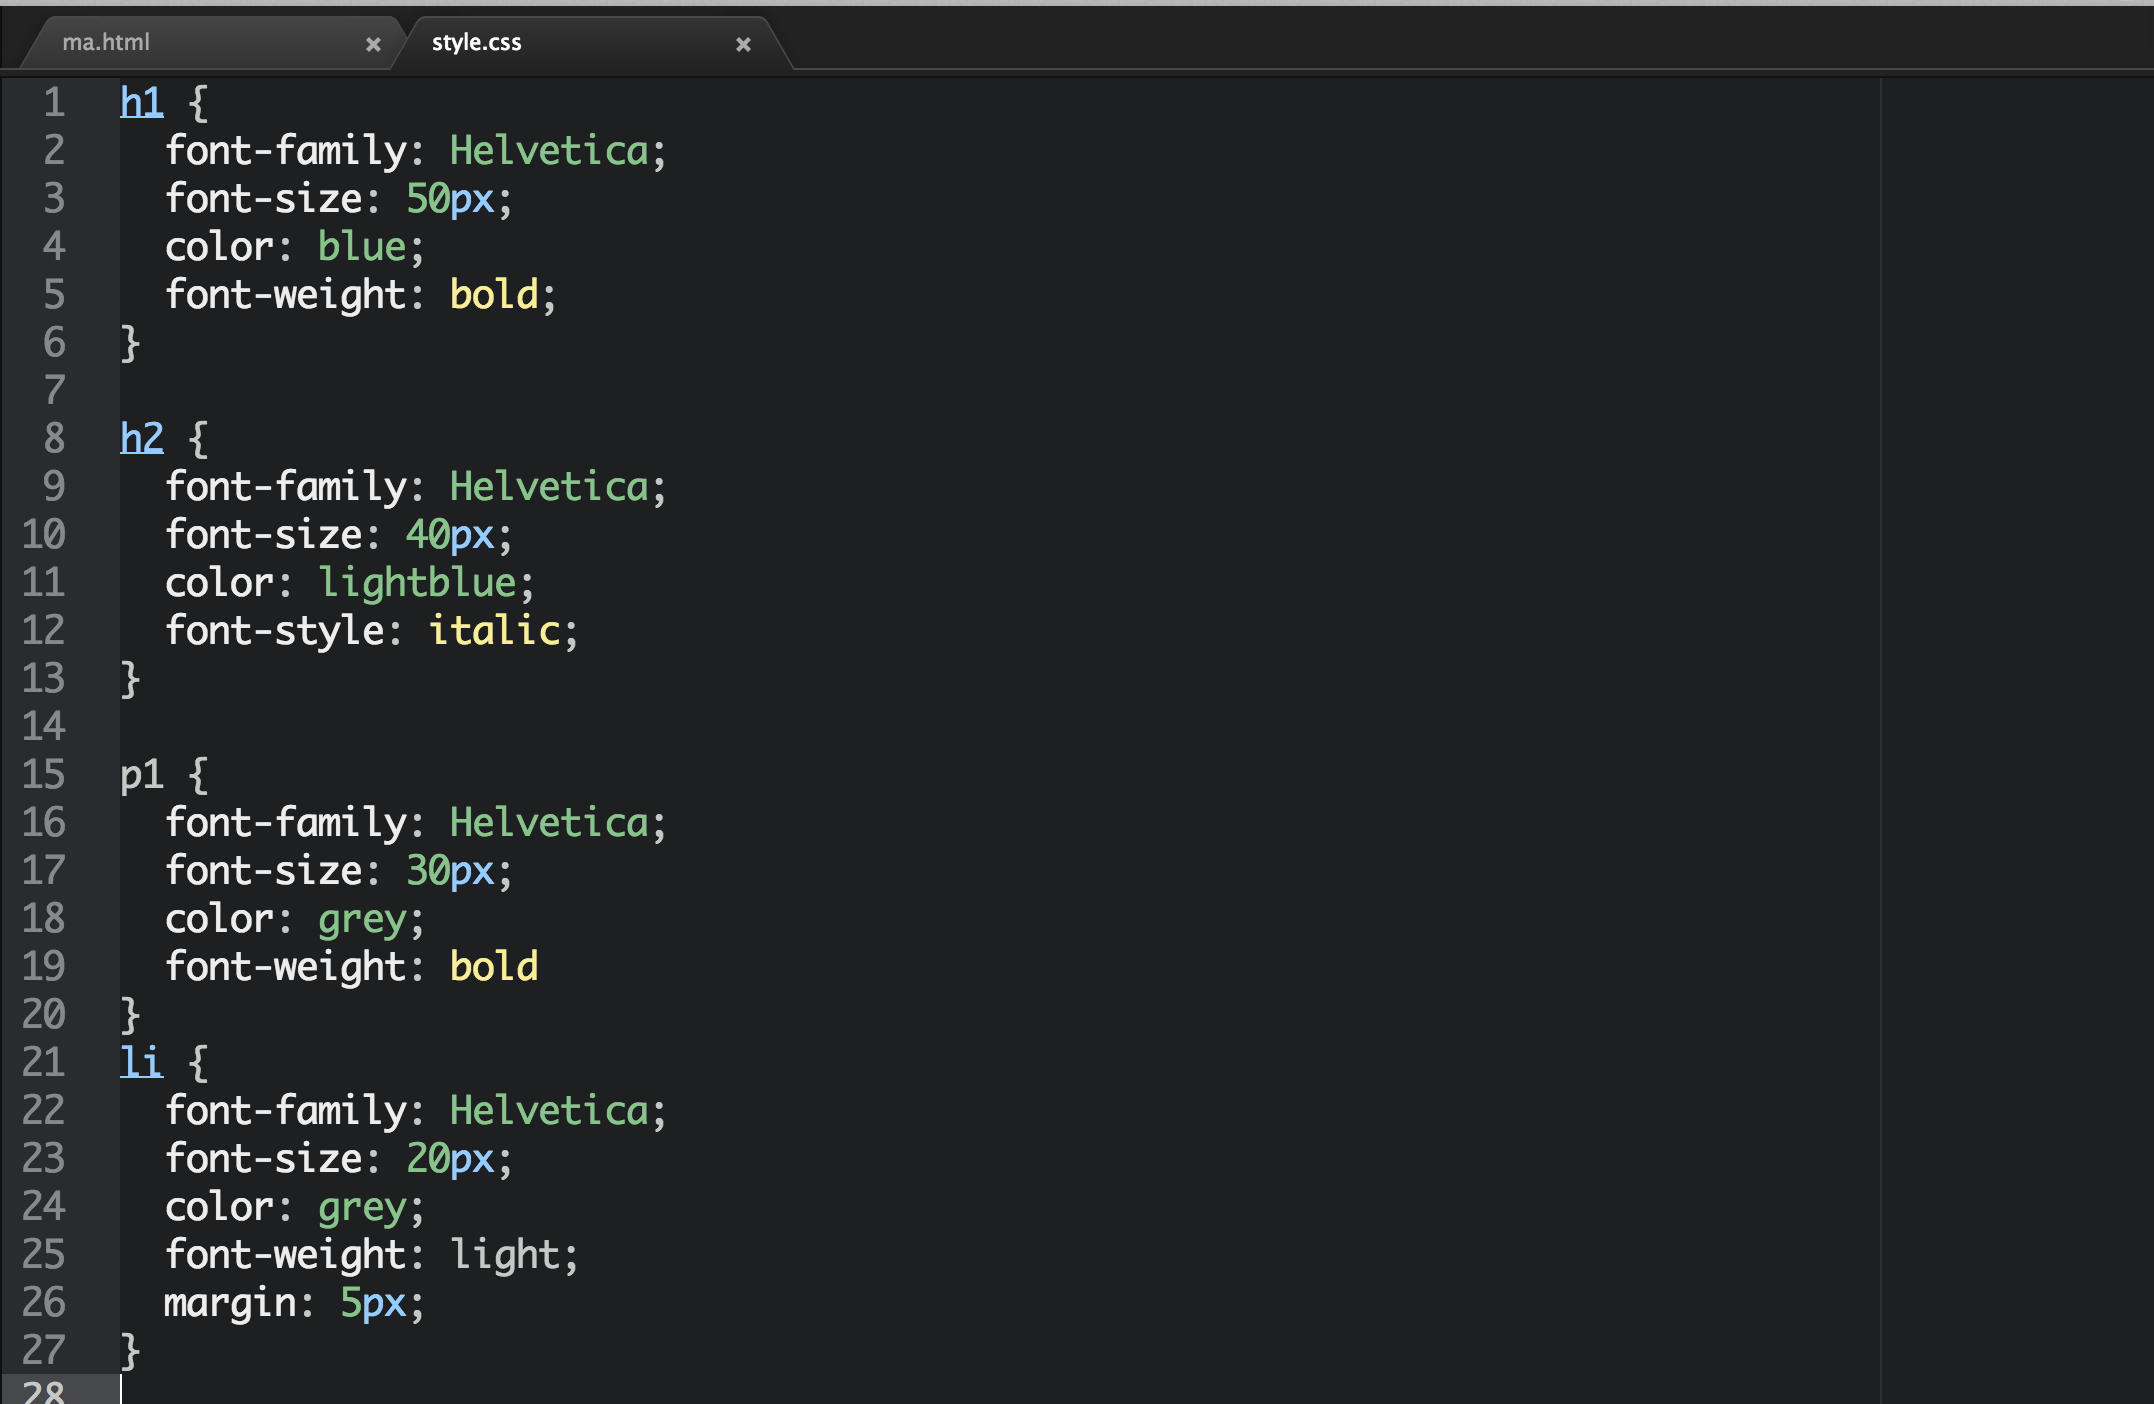 ma.html × style.css ×
1 h1 {
2 font-family: Helvetica;
3 font-size: 50px;
4 color: blue;
5 font-weight: bold;
6 }
7
8 h2 {
9 font-family: Helvetica;
10 font-size: 40px;
11 color: lightblue;
12 font-style: italic;
13 }
14
15 p1 {
16 font-family: Helvetica;
17 font-size: 30px;
18 color: grey;
19 font-weight: bold
20 }
21 li {
22 font-family: Helvetica;
23 font-size: 20px;
24 color: grey;
25 font-weight: light;
26 margin: 5px;
27 }
28